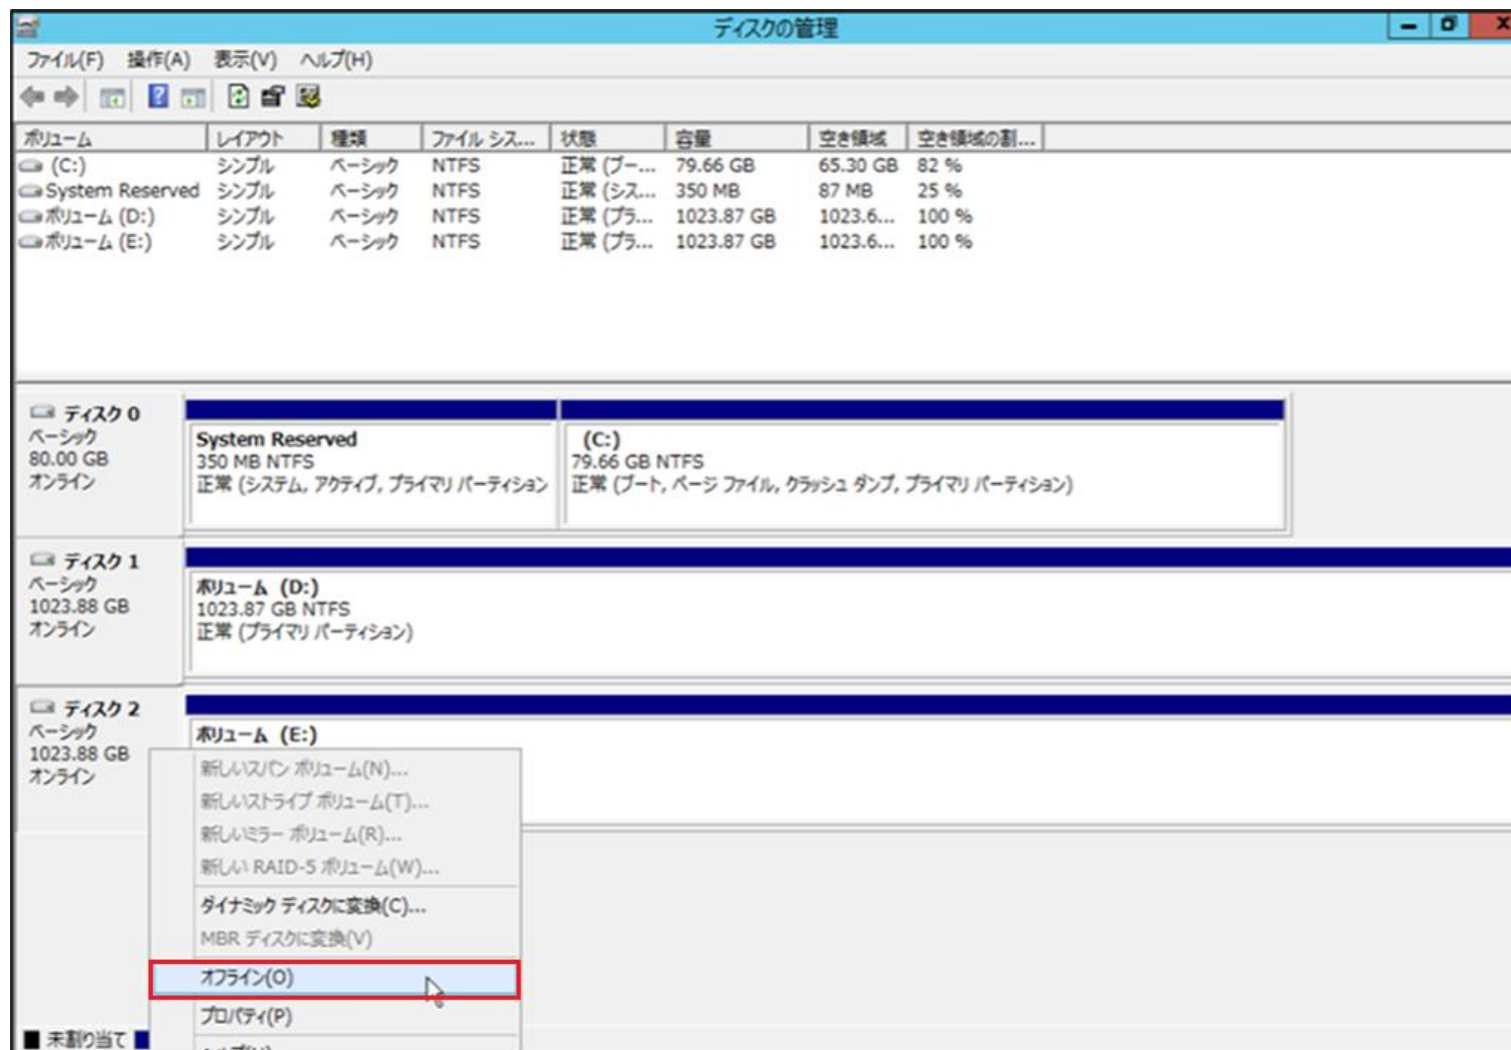 ディスクの管理
ファイル(F) 操作(A) 表示(V) ヘルプ(H)
ボリューム レイアウト 種類 ファイル シス... 状態 容量 空き領域 空き領域の割...
(C:) シンプル ベーシック NTFS 正常 (ブー... 79.66 GB 65.30 GB 82 %
System Reserved シンプル ベーシック NTFS 正常 (シス... 350 MB 87 MB 25 %
ボリューム (D:) シンプル ベーシック NTFS 正常 (プラ... 1023.87 GB 1023.6... 100 %
ボリューム (E:) シンプル ベーシック NTFS 正常 (プラ... 1023.87 GB 1023.6... 100 %
ディスク 0
ベーシック
80.00 GB
オンライン
System Reserved
350 MB NTFS
正常 (システム, アクティブ, プライマリ パーティション
(C:)
79.66 GB NTFS
正常 (ブート, ページ ファイル, クラッシュ ダンプ, プライマリ パーティション)
ディスク 1
ベーシック
1023.88 GB
オンライン
ボリューム (D:)
1023.87 GB NTFS
正常 (プライマリ パーティション)
ディスク 2
ベーシック
1023.88 GB
オンライン
ボリューム (E:)
新しいスパン ボリューム(N)...
新しいストライプ ボリューム(T)...
新しいミラー ボリューム(R)...
新しい RAID-5 ボリューム(W)...
ダイナミック ディスクに変換(C)...
MBR ディスクに変換(V)
オフライン(O)
プロパティ(P)
未割り当て